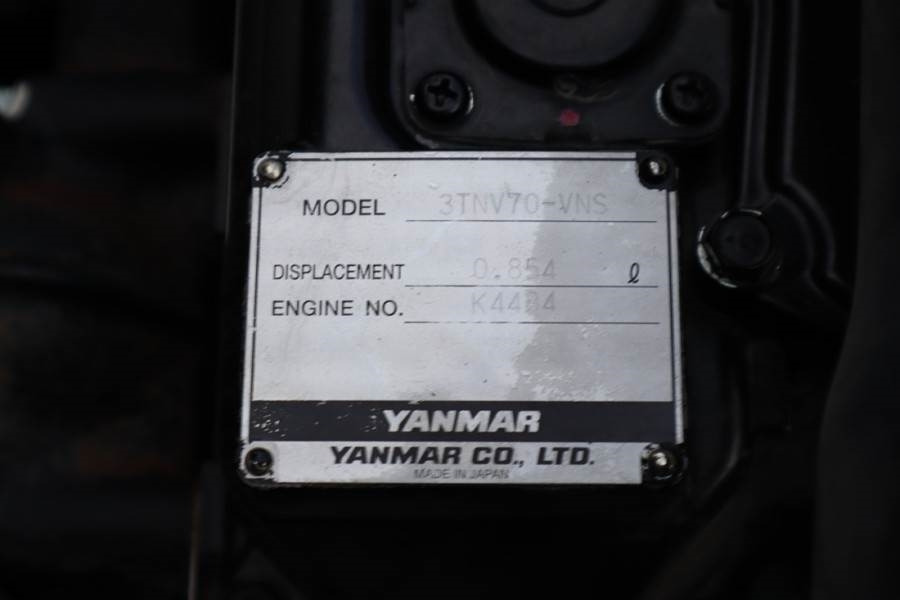 MODEL 3TNV70-VNS
DISPLACEMENT 0.854 ℓ
ENGINE NO.
YANMAR
YANMAR CO., LTD.
MADE IN JAPAN